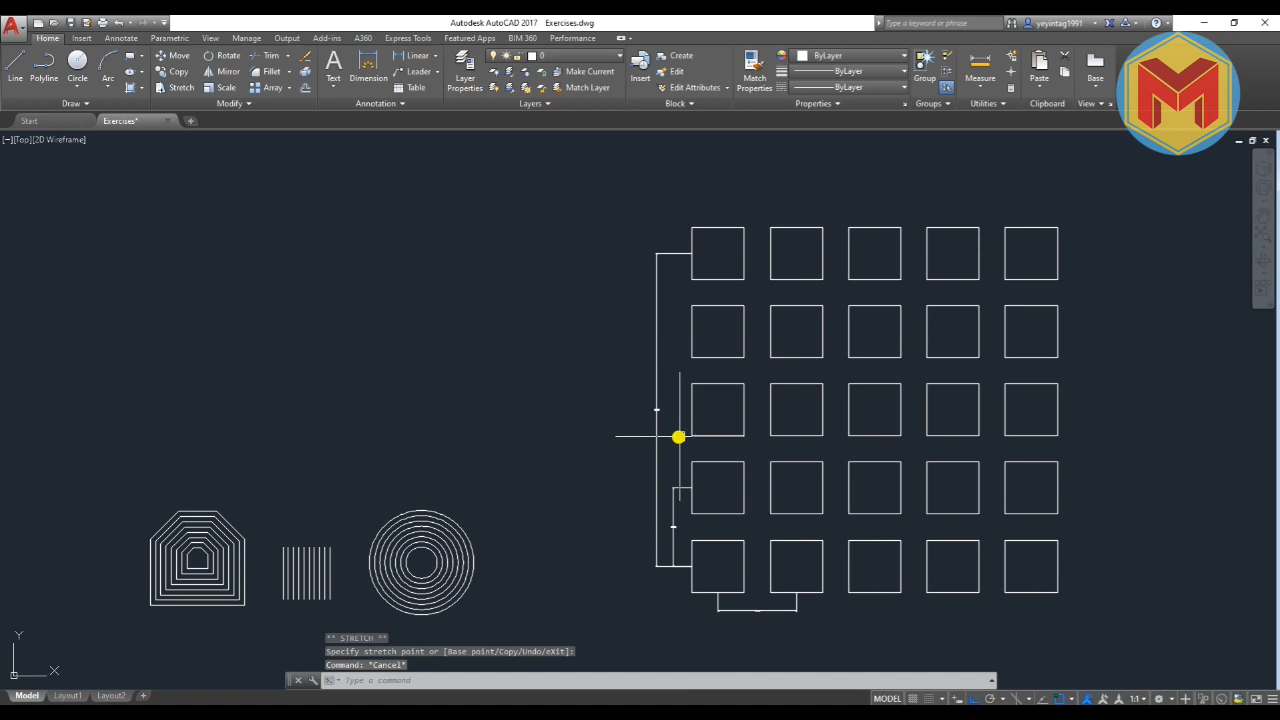 Autodesk AutoCAD 2017 Exercises.dwg
Type a keyword or phrase
yeyintag1991
Home Insert Annotate Parametric View Manage Output Add-ins A360 Express Tools Featured Apps BIM 360 Performance
Line Polyline Circle Arc
Move Rotate Trim
Copy Mirror Fillet
Stretch Scale Array
Text Dimension
Linear
Leader
Table
Layer Properties
0
Make Current
Match Layer
Insert
Create
Edit
Edit Attributes
Match Properties
ByLayer
ByLayer
ByLayer
Group
Measure
Paste
Base
Draw Modify Annotation Layers Block Properties Groups Utilities Clipboard View
Start Exercises*
[−][Top][2D Wireframe]
M
Y
X
** STRETCH **
Specify stretch point or [Base point/Copy/Undo/eXit]:
Command: *Cancel*
Type a command
Model Layout1 Layout2 +
MODEL 1:1